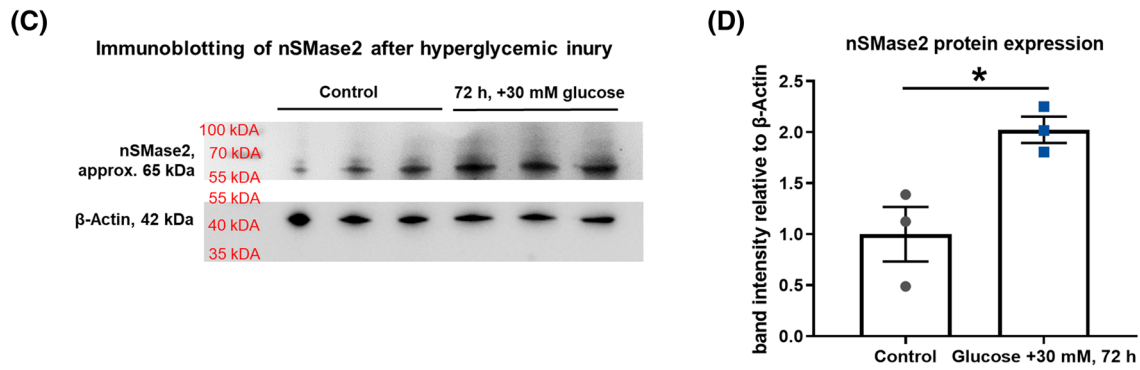 (C)
Immunoblotting of nSMase2 after hyperglycemic inury
Control
72 h, +30 mM glucose
100 kDA
nSMase2,
70 kDA
approx. 65 kDa
55 kDA
55 kDA
β-Actin, 42 kDa
40 kDA
35 kDA
(D)
nSMase2 protein expression
*
band intensity relative to β-Actin
2.5
2.0
1.5
1.0
0.5
0.0
Control
Glucose +30 mM, 72 h